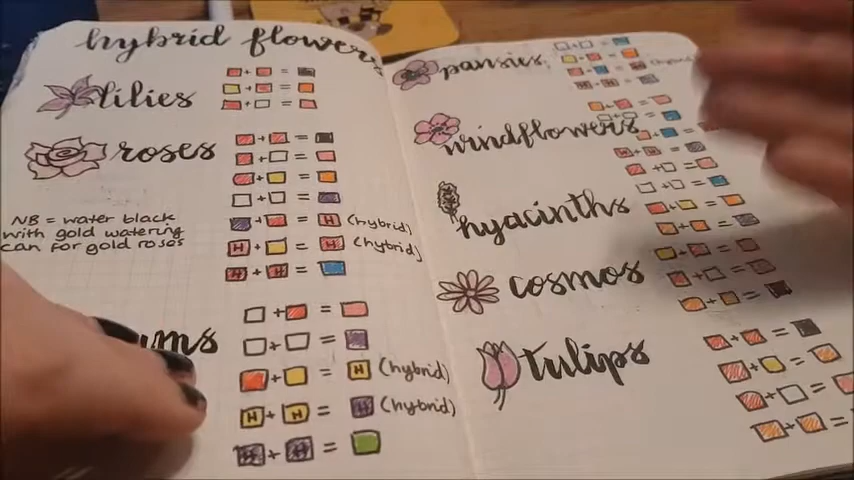 hybrid flowers
lilies
roses
NB = water black
with gold watering
can for gold roses
H (hybrid)
H + = H (hybrid)
H + H =
ums
= H (hybrid)
H + H = H (hybrid)
H + H =
pansies
windflowers
hyacinths
cosmos
tulips